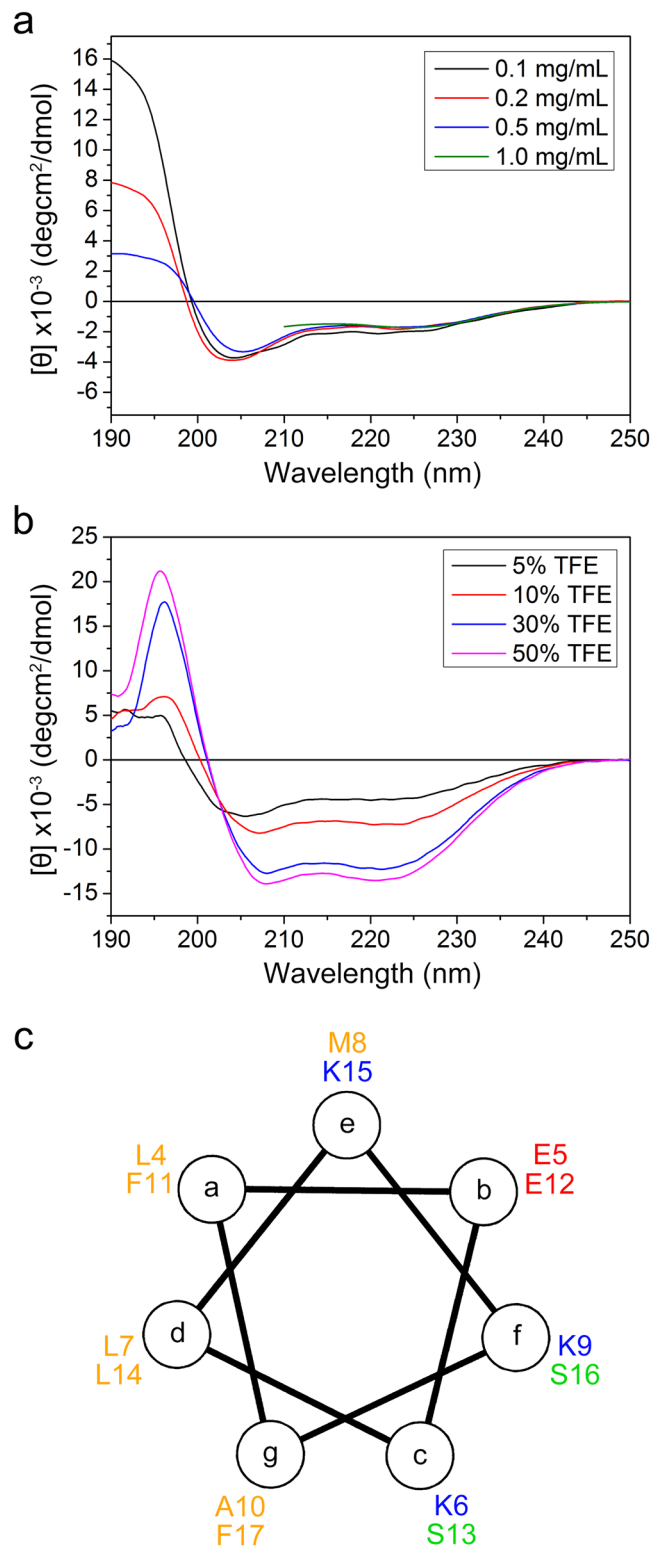 a
[θ] x10⁻³ (degcm²/dmol)
16
14
12
10
8
6
4
2
0
-2
-4
-6
0.1 mg/mL
0.2 mg/mL
0.5 mg/mL
1.0 mg/mL
190 200 210 220 230 240 250
Wavelength (nm)
b
[θ] x10⁻³ (degcm²/dmol)
25
20
15
10
5
0
-5
-10
-15
5% TFE
10% TFE
30% TFE
50% TFE
190 200 210 220 230 240 250
Wavelength (nm)
c
M8
K15
e
L4
F11
a
b
E5
E12
L7
L14
d
f
K9
S16
g
c
A10
F17
K6
S13